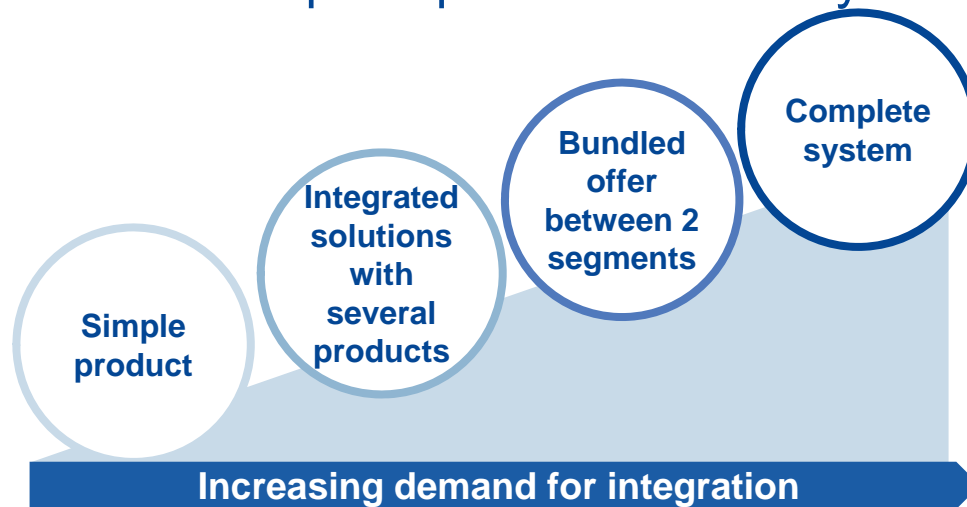 Simple
product
Integrated
solutions
with
several
products
Bundled
offer
between 2
segments
Complete
system
Increasing demand for integration